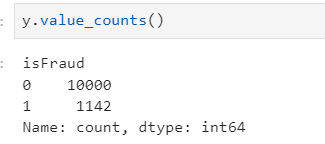 : y.value_counts()
: isFraud
0    10000
1     1142
Name: count, dtype: int64